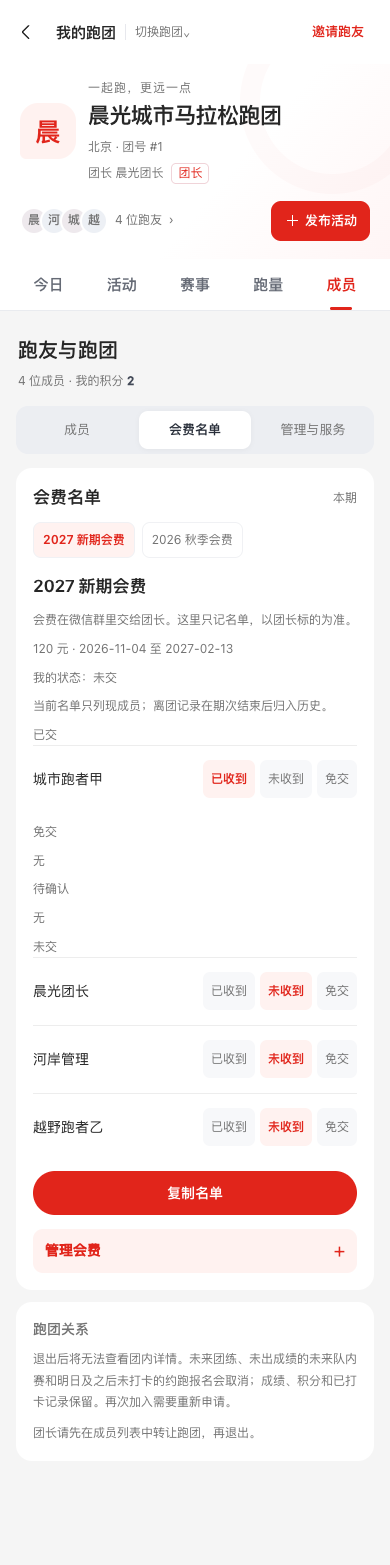 我的跑团 切换跑团 邀请跑友
一起跑，更远一点
晨
晨光城市马拉松跑团
北京 · 团号 #1
团长 晨光团长 团长
晨 河 城 越 4 位跑友 ›
＋ 发布活动
今日 活动 赛事 跑量 成员
跑友与跑团
4 位成员 · 我的积分 2
成员 会费名单 管理与服务
会费名单 本期
2027 新期会费 2026 秋季会费
2027 新期会费
会费在微信群里交给团长。这里只记名单，以团长标的为准。
120 元 · 2026-11-04 至 2027-02-13
我的状态：未交
当前名单只列现成员；离团记录在期次结束后归入历史。
已交
城市跑者甲 已收到 未收到 免交
免交
无
待确认
无
未交
晨光团长 已收到 未收到 免交
河岸管理 已收到 未收到 免交
越野跑者乙 已收到 未收到 免交
复制名单
管理会费 +
跑团关系
退出后将无法查看团内详情。未来团练、未出成绩的未来队内
赛和明日及之后未打卡的约跑报名会取消；成绩、积分和已打
卡记录保留。再次加入需要重新申请。
团长请先在成员列表中转让跑团，再退出。